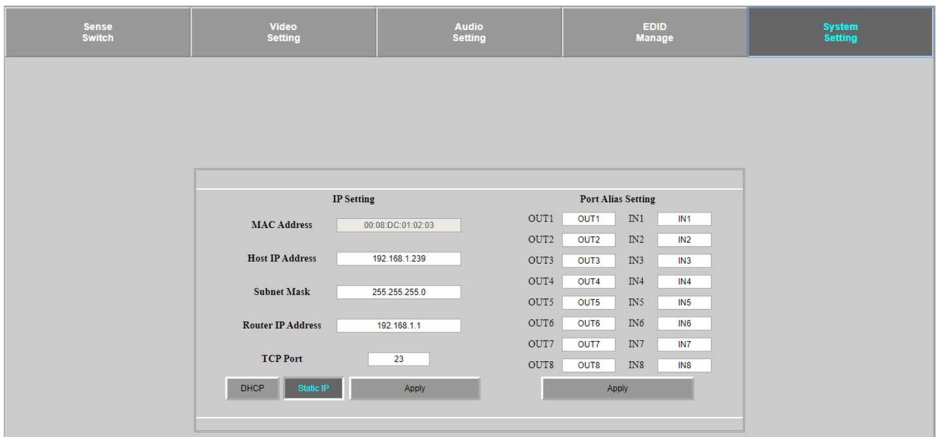 Sense
Switch
Video
Setting
Audio
Setting
EDID
Manage
System
Setting
IP Setting
MAC Address 00:08:DC:01:02:03
Host IP Address 192.168.1.239
Subnet Mask 255.255.255.0
Router IP Address 192.168.1.1
TCP Port 23
DHCP Static IP Apply
Port Alias Setting
OUT1 OUT1 IN1 IN1
OUT2 OUT2 IN2 IN2
OUT3 OUT3 IN3 IN3
OUT4 OUT4 IN4 IN4
OUT5 OUT5 IN5 IN5
OUT6 OUT6 IN6 IN6
OUT7 OUT7 IN7 IN7
OUT8 OUT8 IN8 IN8
Apply